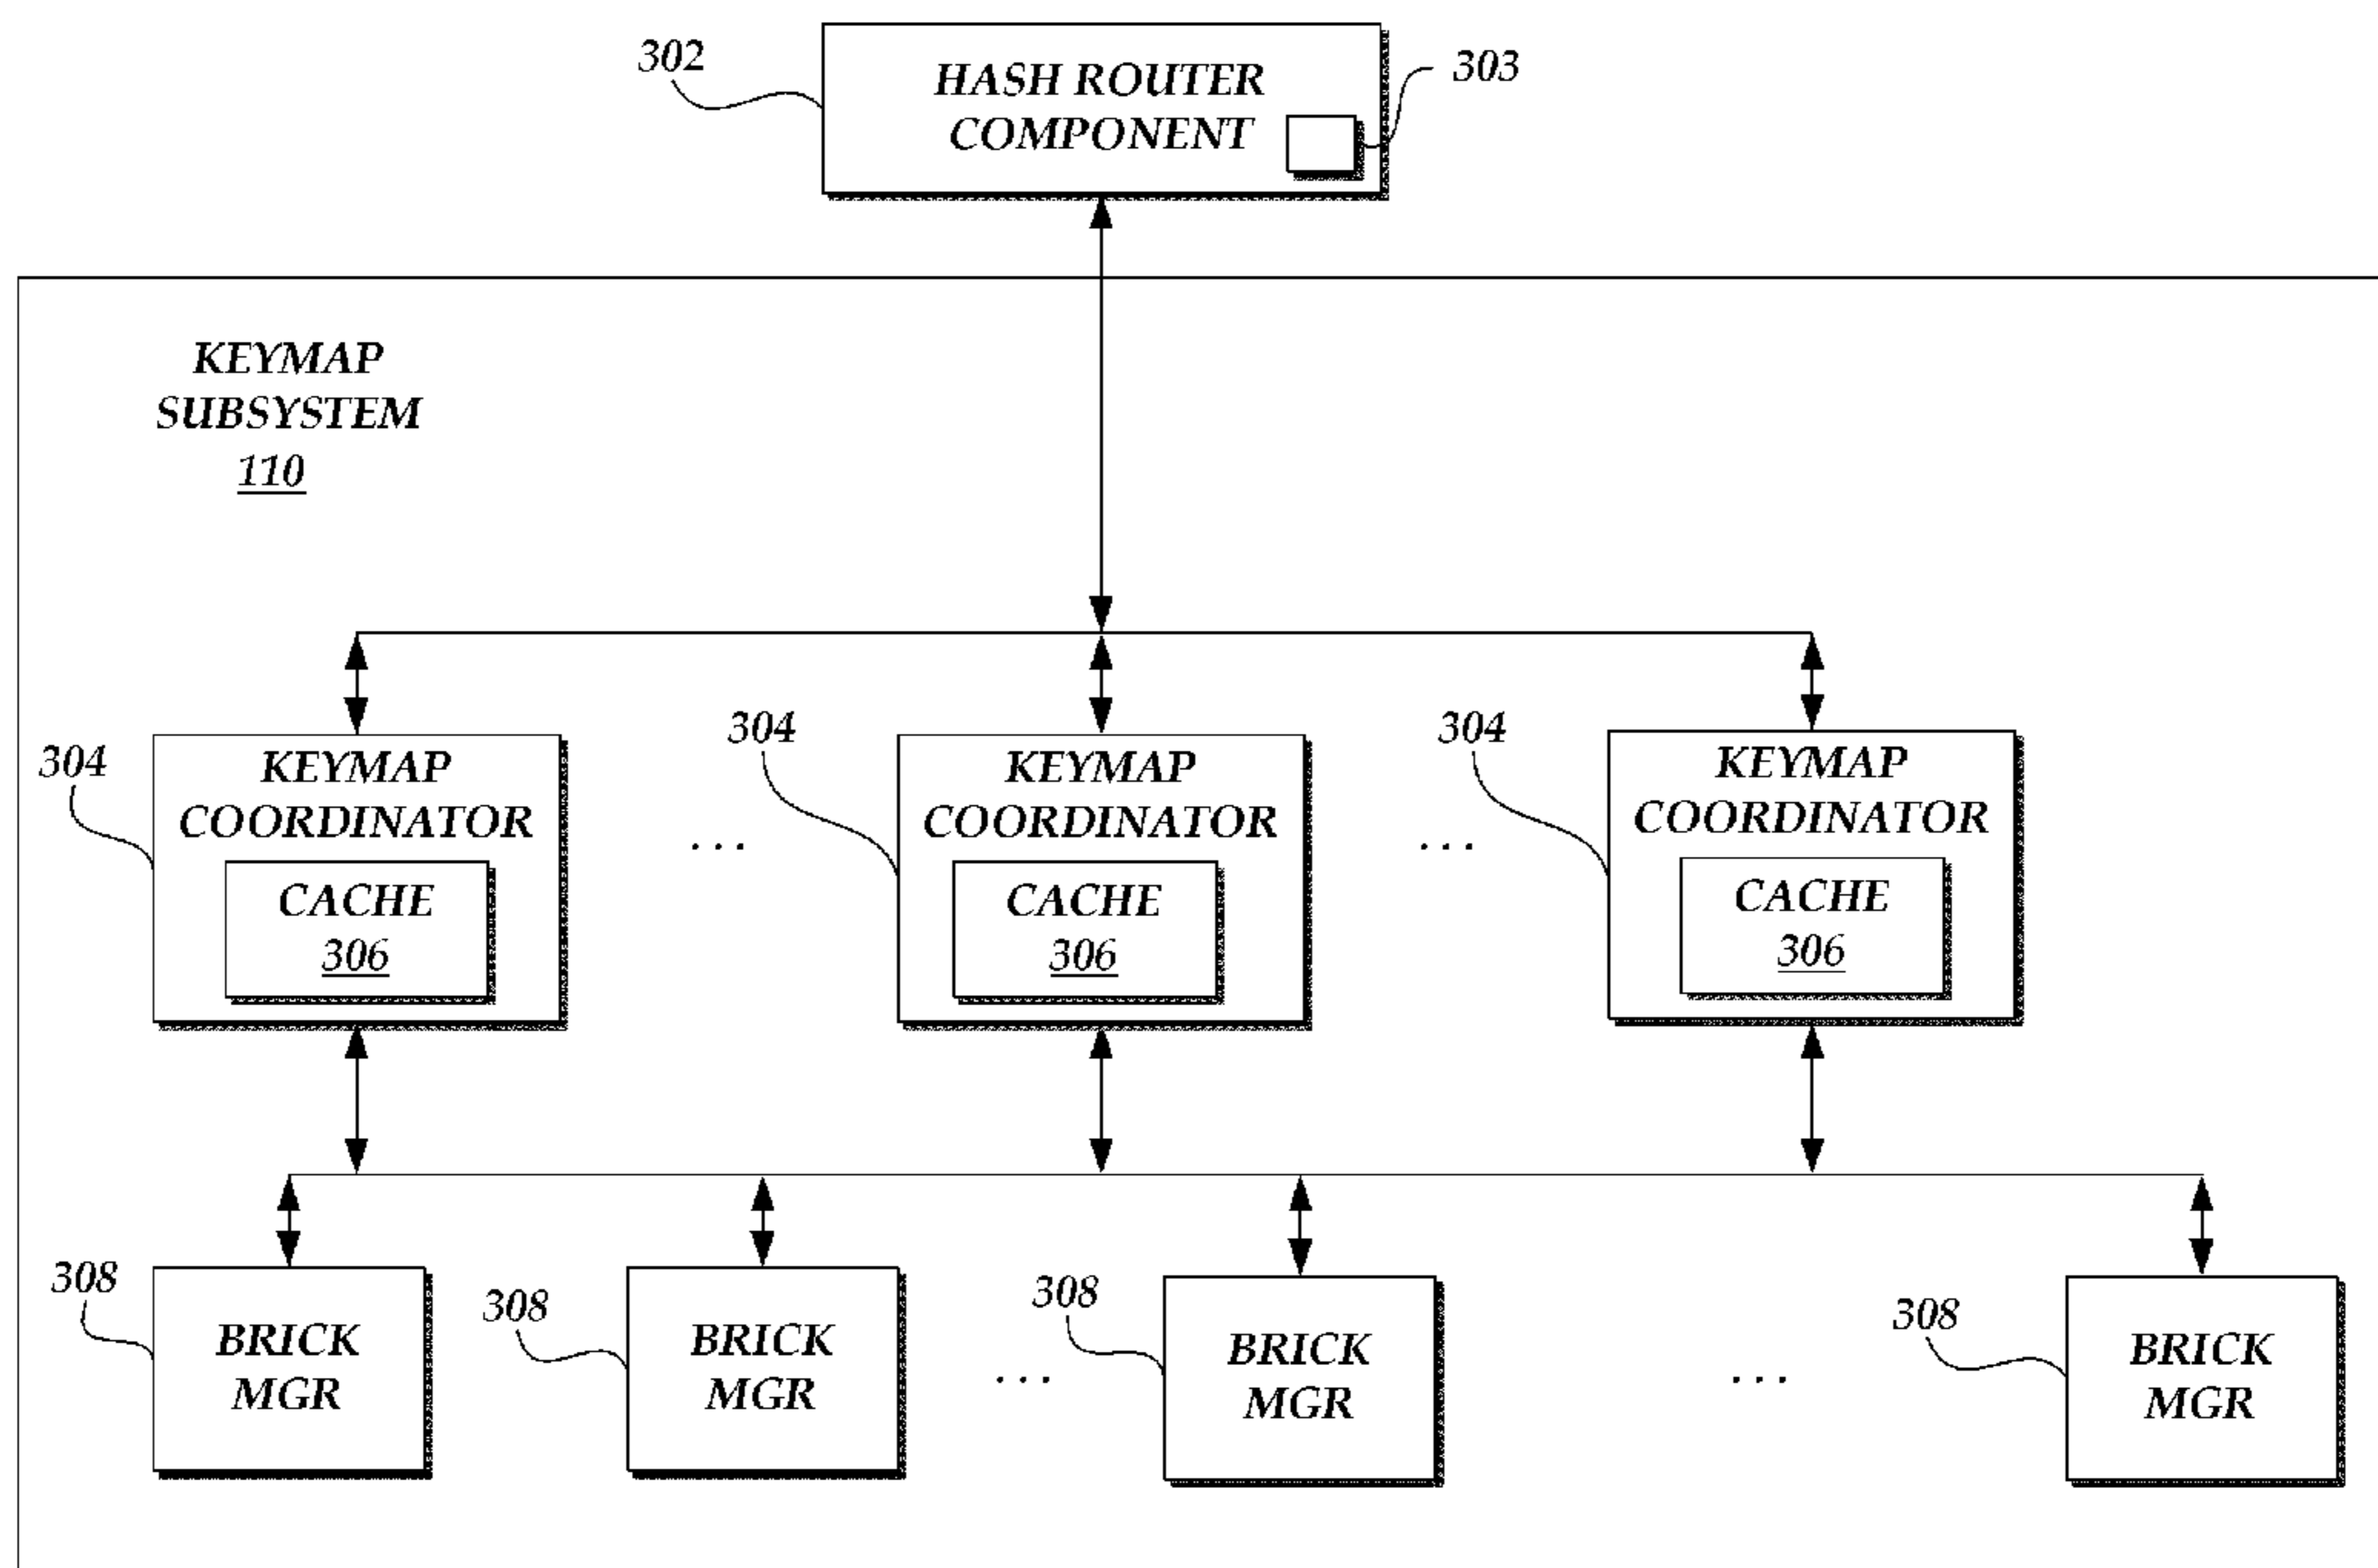 302
HASH ROUTER
COMPONENT
303
KEYMAP
SUBSYSTEM
110
304
KEYMAP
COORDINATOR
CACHE
306
...
304
KEYMAP
COORDINATOR
CACHE
306
...
304
KEYMAP
COORDINATOR
CACHE
306
308
BRICK
MGR
308
BRICK
MGR
...
308
BRICK
MGR
...
308
BRICK
MGR